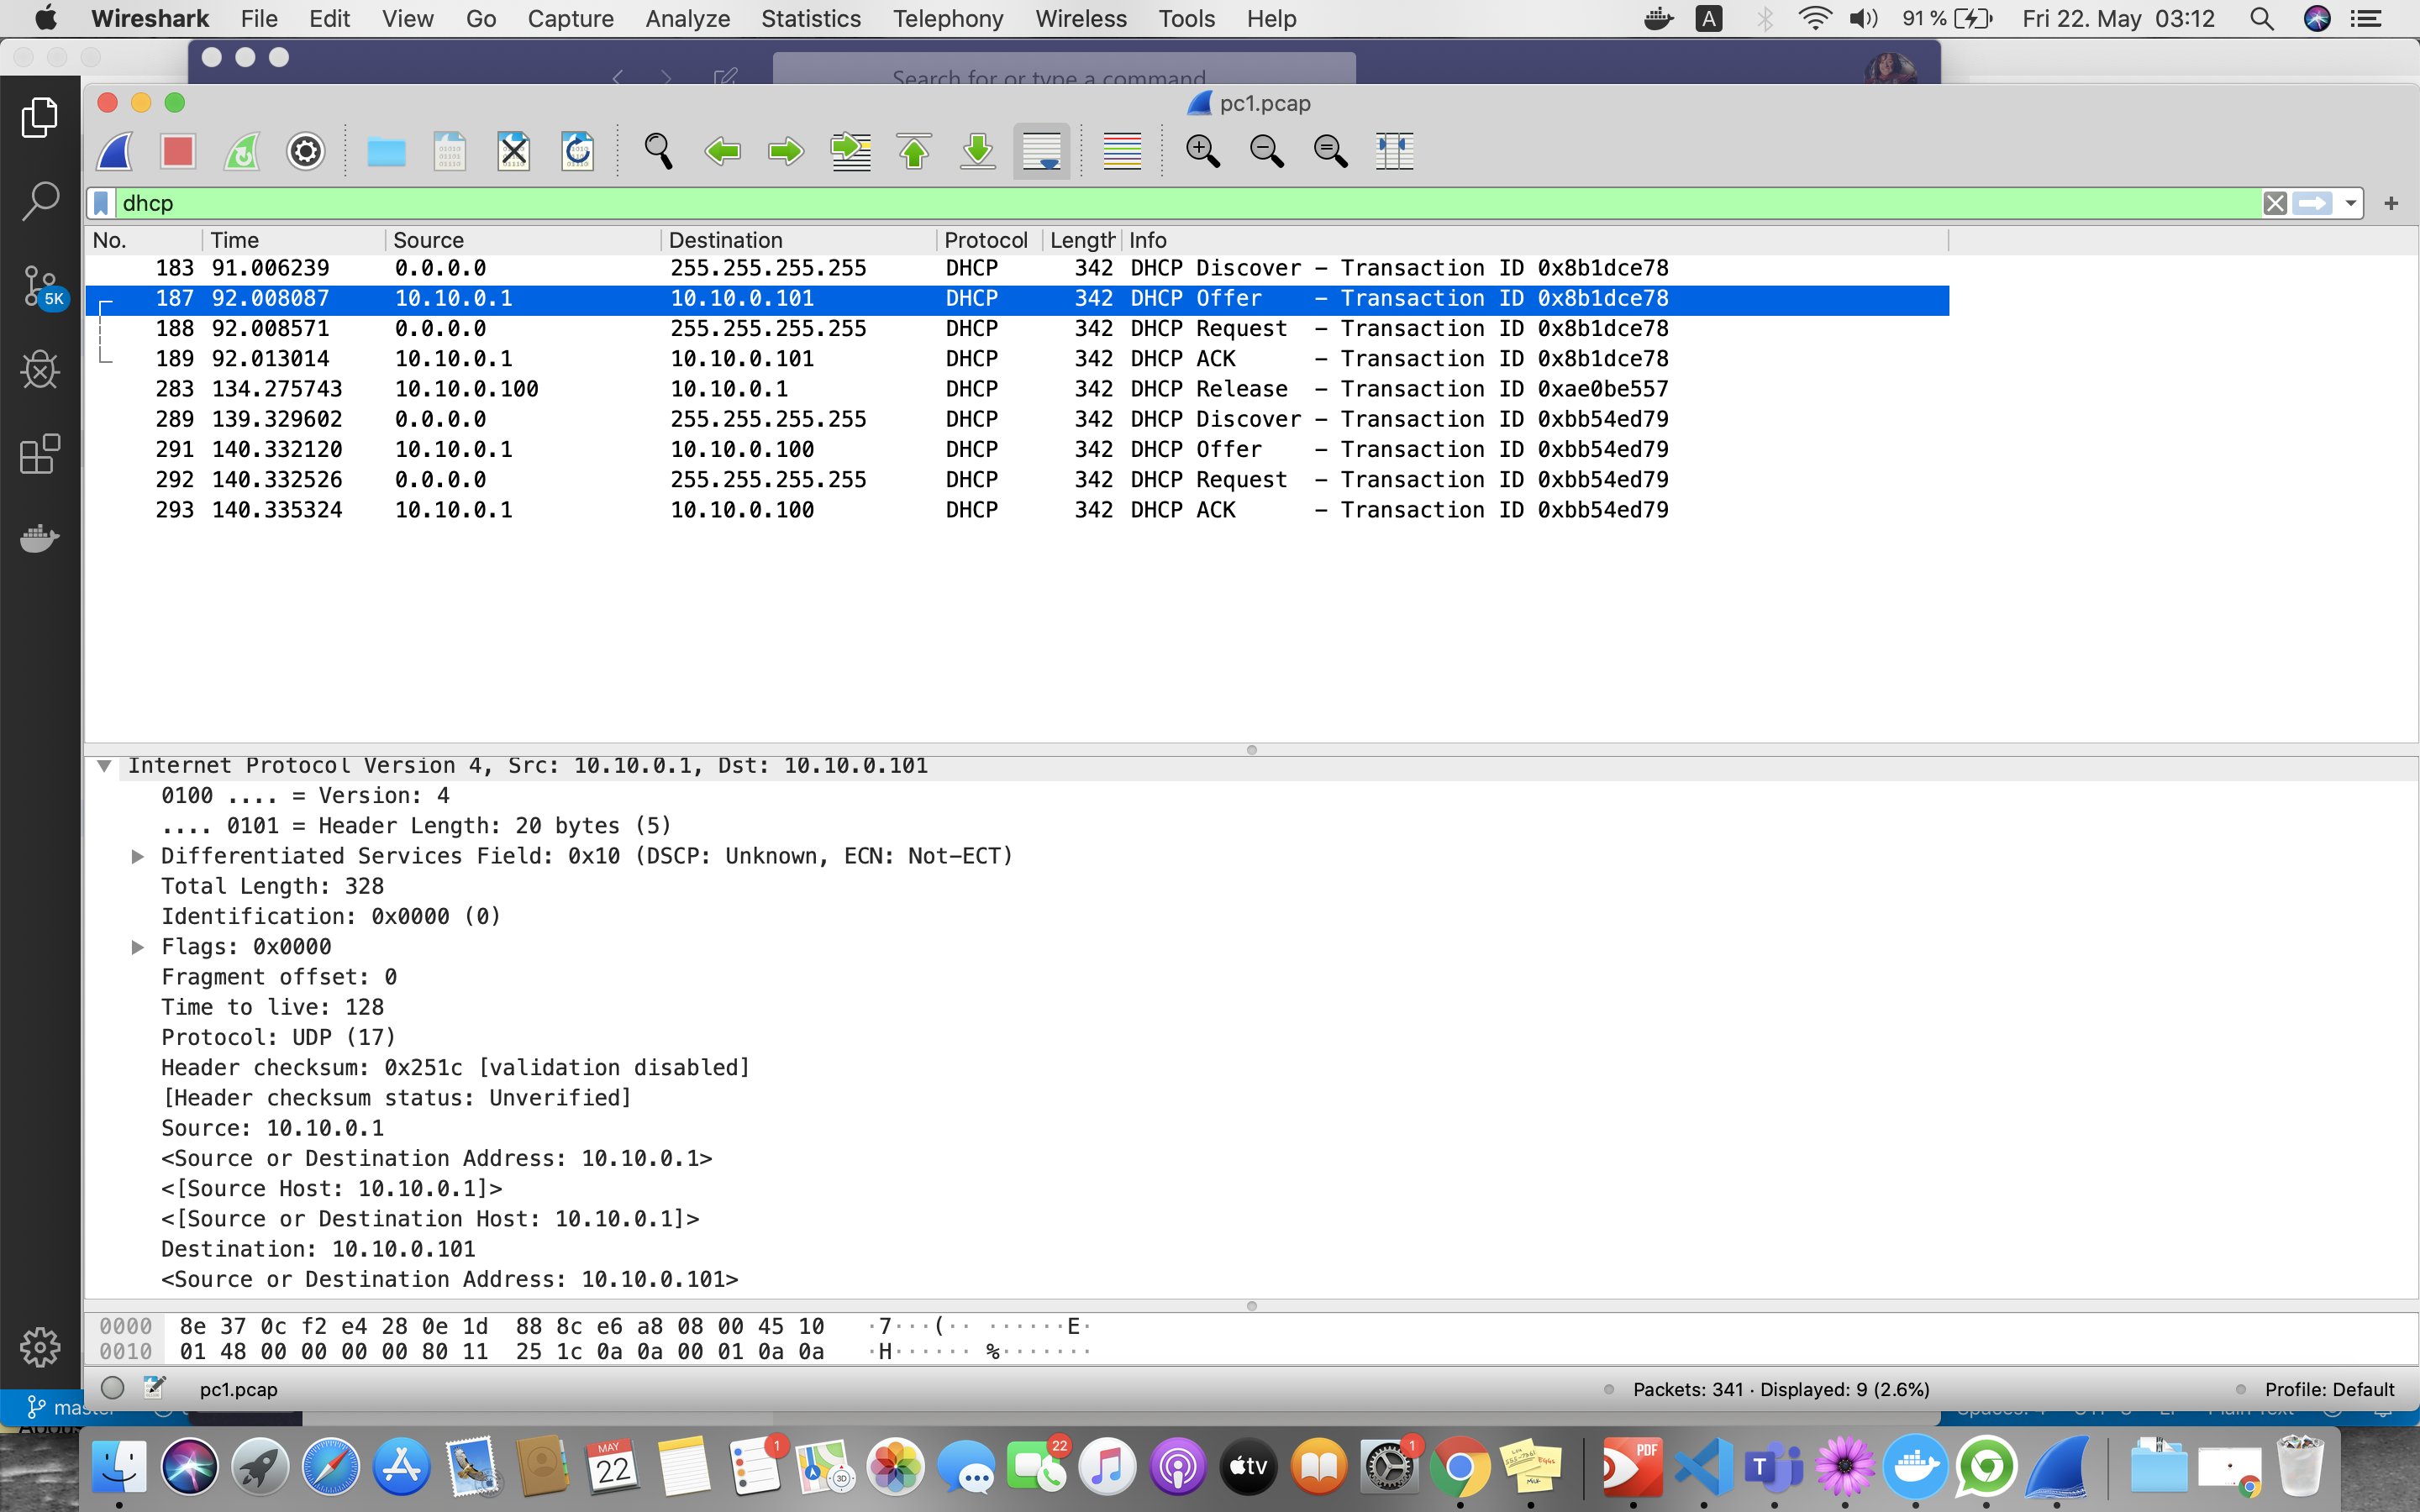 Wireshark File Edit View Go Capture Analyze Statistics Telephony Wireless Tools Help A 91 % Fri 22. May 03:12
Search for or type a command
pc1.pcap
dhcp
No. Time Source Destination Protocol Length Info
183 91.006239 0.0.0.0 255.255.255.255 DHCP 342 DHCP Discover – Transaction ID 0x8b1dce78
187 92.008087 10.10.0.1 10.10.0.101 DHCP 342 DHCP Offer – Transaction ID 0x8b1dce78
188 92.008571 0.0.0.0 255.255.255.255 DHCP 342 DHCP Request – Transaction ID 0x8b1dce78
189 92.013014 10.10.0.1 10.10.0.101 DHCP 342 DHCP ACK – Transaction ID 0x8b1dce78
283 134.275743 10.10.0.100 10.10.0.1 DHCP 342 DHCP Release – Transaction ID 0xae0be557
289 139.329602 0.0.0.0 255.255.255.255 DHCP 342 DHCP Discover – Transaction ID 0xbb54ed79
291 140.332120 10.10.0.1 10.10.0.100 DHCP 342 DHCP Offer – Transaction ID 0xbb54ed79
292 140.332526 0.0.0.0 255.255.255.255 DHCP 342 DHCP Request – Transaction ID 0xbb54ed79
293 140.335324 10.10.0.1 10.10.0.100 DHCP 342 DHCP ACK – Transaction ID 0xbb54ed79
5K
Internet Protocol Version 4, Src: 10.10.0.1, Dst: 10.10.0.101
0100 .... = Version: 4
.... 0101 = Header Length: 20 bytes (5)
Differentiated Services Field: 0x10 (DSCP: Unknown, ECN: Not–ECT)
Total Length: 328
Identification: 0x0000 (0)
Flags: 0x0000
Fragment offset: 0
Time to live: 128
Protocol: UDP (17)
Header checksum: 0x251c [validation disabled]
[Header checksum status: Unverified]
Source: 10.10.0.1
<Source or Destination Address: 10.10.0.1>
<[Source Host: 10.10.0.1]>
<[Source or Destination Host: 10.10.0.1]>
Destination: 10.10.0.101
<Source or Destination Address: 10.10.0.101>
0000 8e 37 0c f2 e4 28 0e 1d 88 8c e6 a8 08 00 45 10 ·7···(·· ······E·
0010 01 48 00 00 00 00 80 11 25 1c 0a 0a 00 01 0a 0a ·H······ %·······
pc1.pcap Packets: 341 · Displayed: 9 (2.6%) Profile: Default
MAY 1 22 1 PDF
22 3D tv T